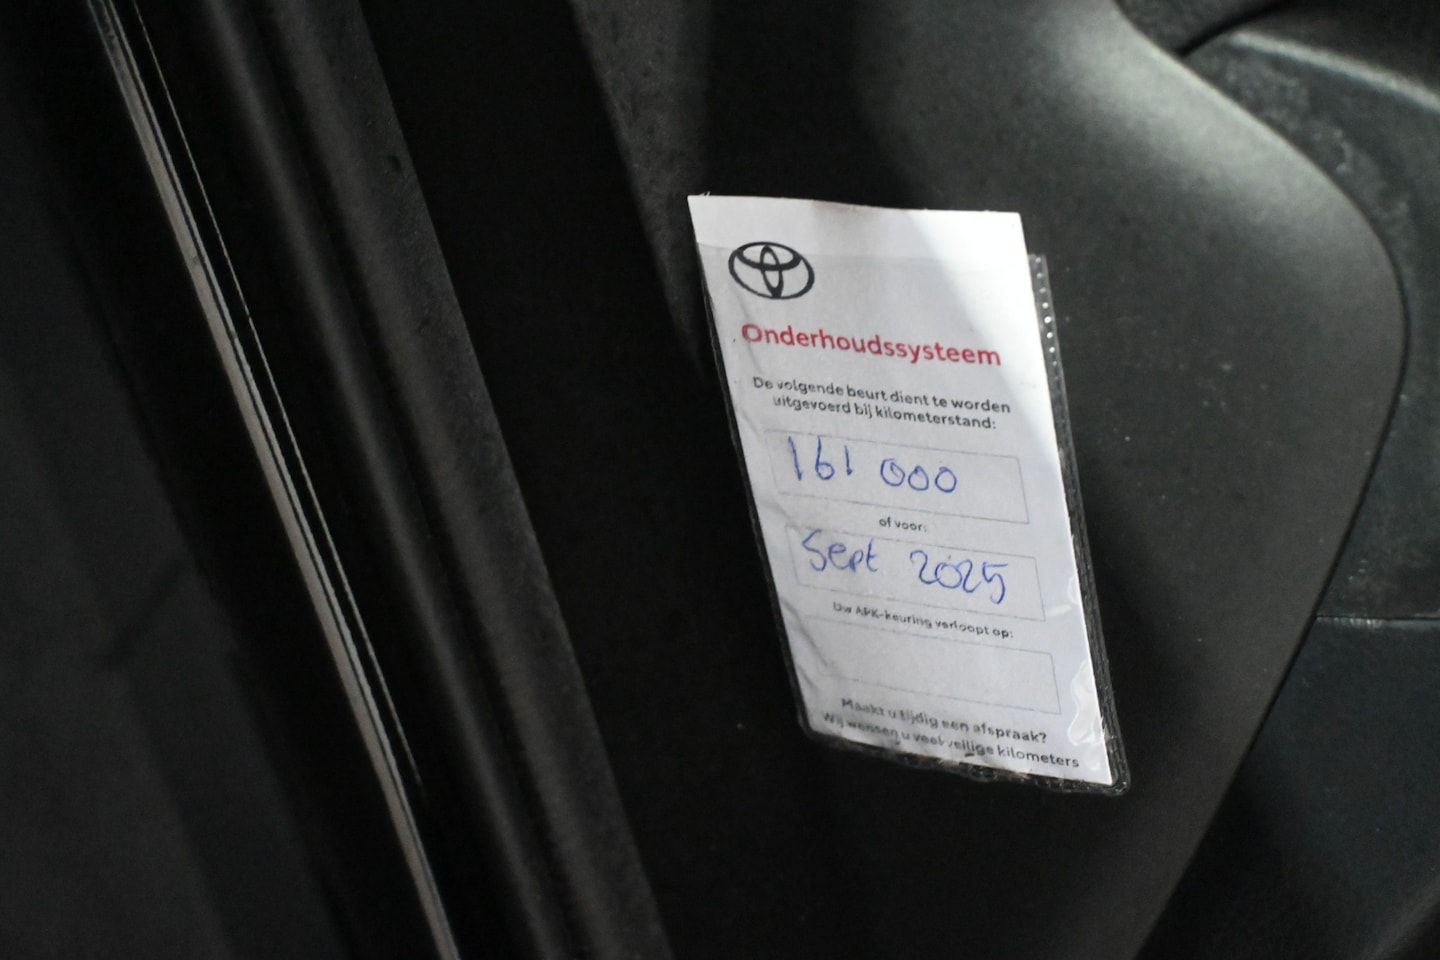 Onderhoudssysteem
De volgende beurt dient te worden
uitgevoerd bij kilometerstand:
161 000
of voor:
Sept 2025
Uw APK-keuring verloopt op:
Maakt u tijdig een afspraak?
Wij wensen u veel veilige kilometers